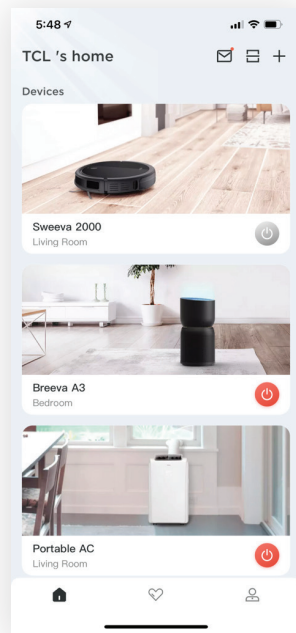 5:48
TCL 's home
Devices
Sweeva 2000
Living Room
Breeva A3
Bedroom
Portable AC
Living Room